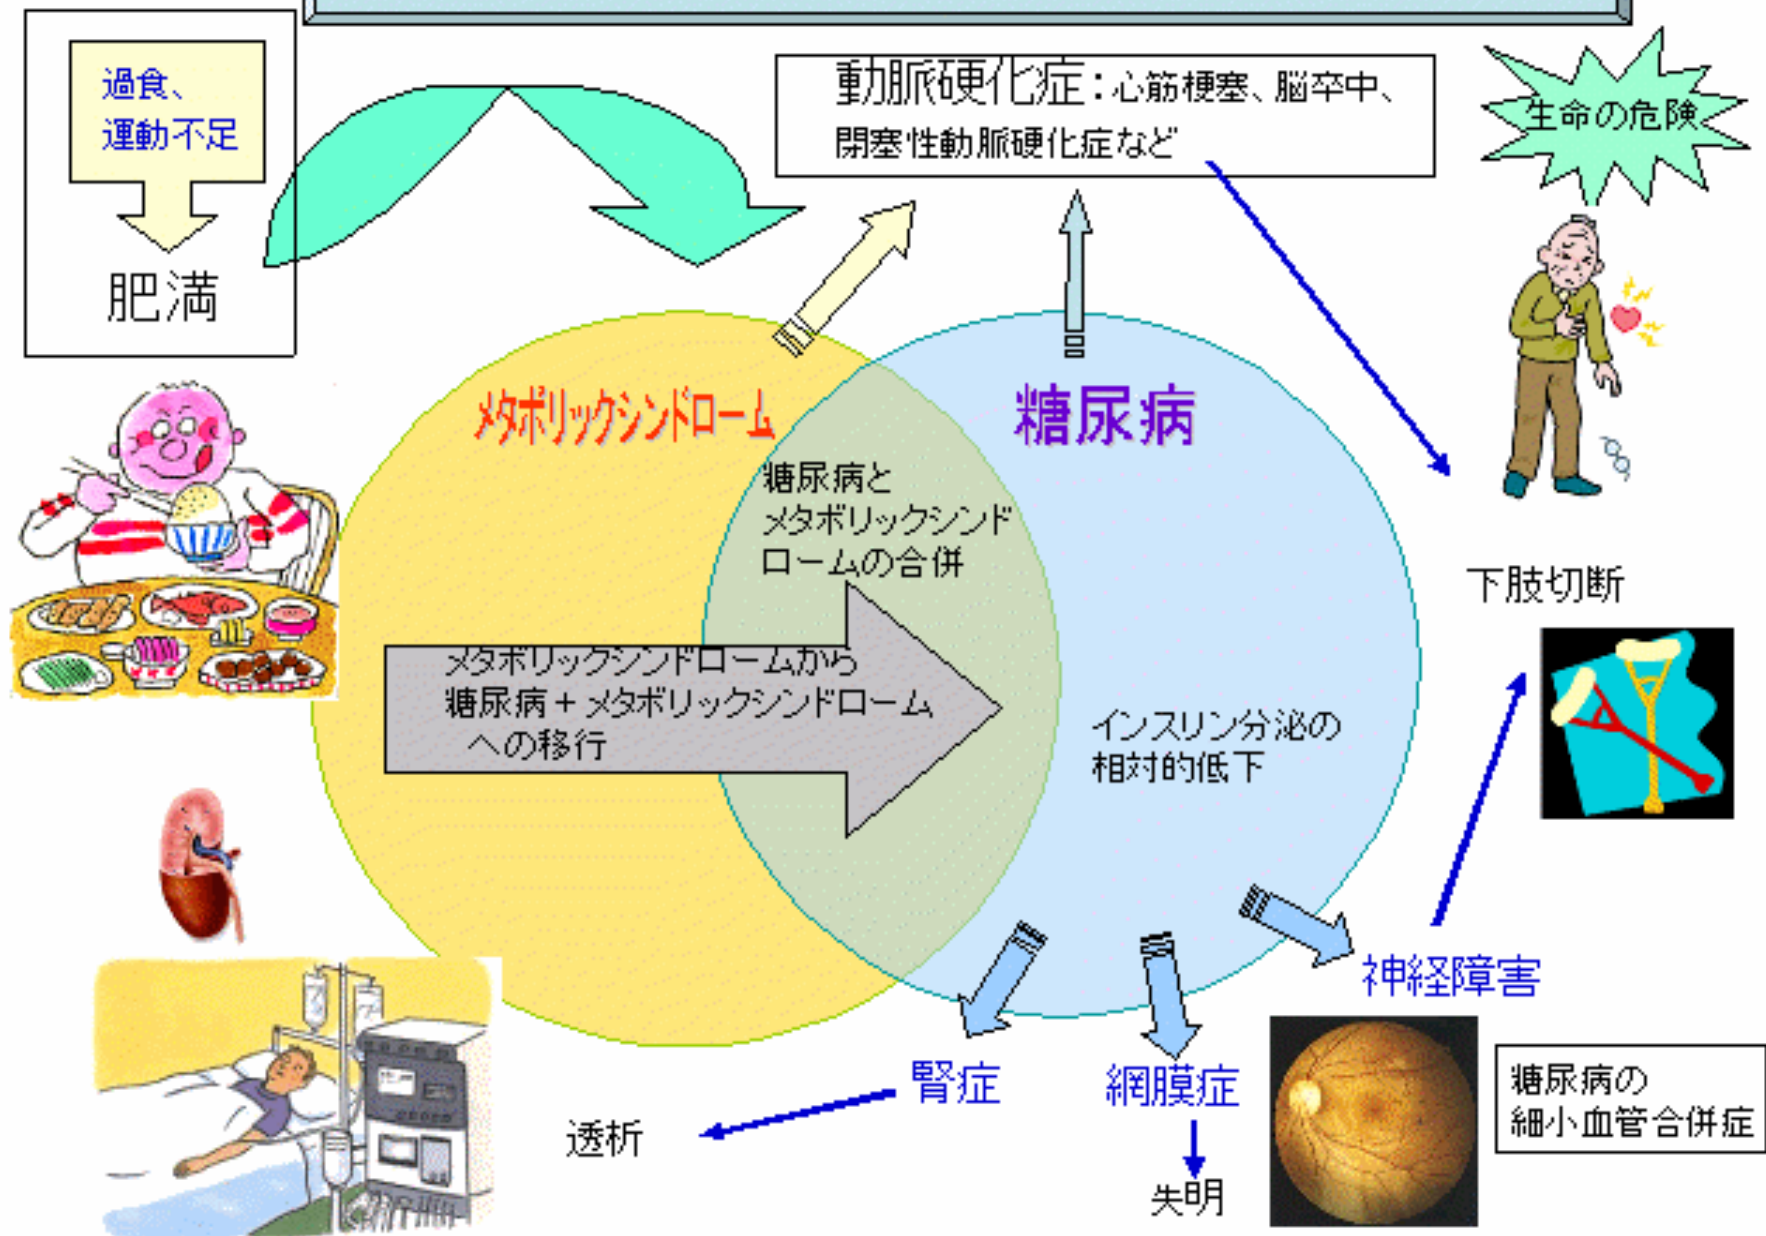 過食、
運動不足
肥満
動脈硬化症：心筋梗塞、脳卒中、
閉塞性動脈硬化症など
生命の危険
メタボリックシンドローム
糖尿病
糖尿病と
メタボリックシンド
ロームの合併
メタボリックシンドロームから
糖尿病＋メタボリックシンドローム
への移行
インスリン分泌の
相対的低下
下肢切断
神経障害
腎症
網膜症
糖尿病の
細小血管合併症
透析
失明